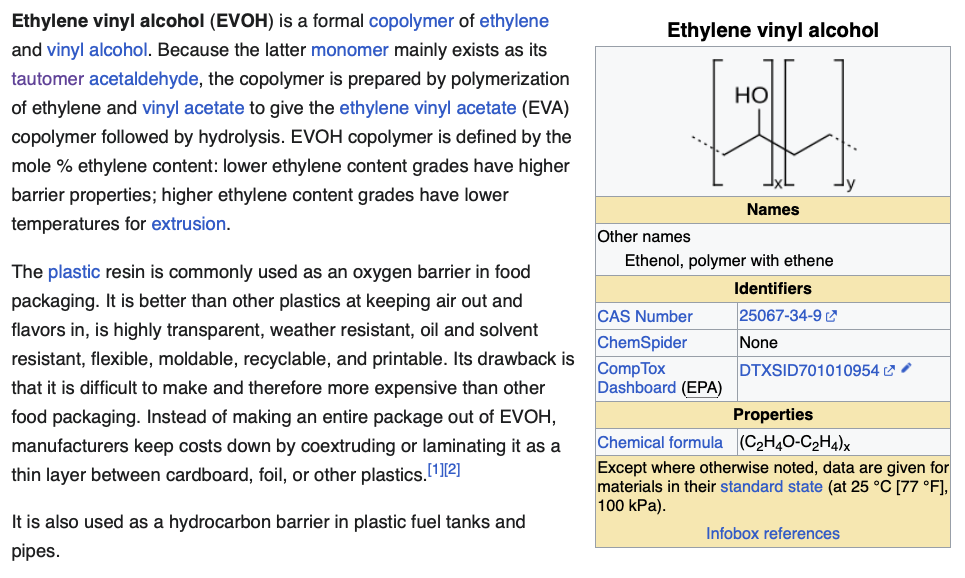 Ethylene vinyl alcohol (EVOH) is a formal copolymer of ethylene
and vinyl alcohol. Because the latter monomer mainly exists as its
tautomer acetaldehyde, the copolymer is prepared by polymerization
of ethylene and vinyl acetate to give the ethylene vinyl acetate (EVA)
copolymer followed by hydrolysis. EVOH copolymer is defined by the
mole % ethylene content: lower ethylene content grades have higher
barrier properties; higher ethylene content grades have lower
temperatures for extrusion.
The plastic resin is commonly used as an oxygen barrier in food
packaging. It is better than other plastics at keeping air out and
flavors in, is highly transparent, weather resistant, oil and solvent
resistant, flexible, moldable, recyclable, and printable. Its drawback is
that it is difficult to make and therefore more expensive than other
food packaging. Instead of making an entire package out of EVOH,
manufacturers keep costs down by coextruding or laminating it as a
thin layer between cardboard, foil, or other plastics.[1][2]
It is also used as a hydrocarbon barrier in plastic fuel tanks and
pipes.
Ethylene vinyl alcohol
HO
x
y
Names
Other names
Ethenol, polymer with ethene
Identifiers
CAS Number 25067-34-9
ChemSpider None
CompTox DTXSID701010954
Dashboard (EPA)
Properties
Chemical formula (C₂H₄O-C₂H₄)ₓ
Except where otherwise noted, data are given for
materials in their standard state (at 25 °C [77 °F],
100 kPa).
Infobox references